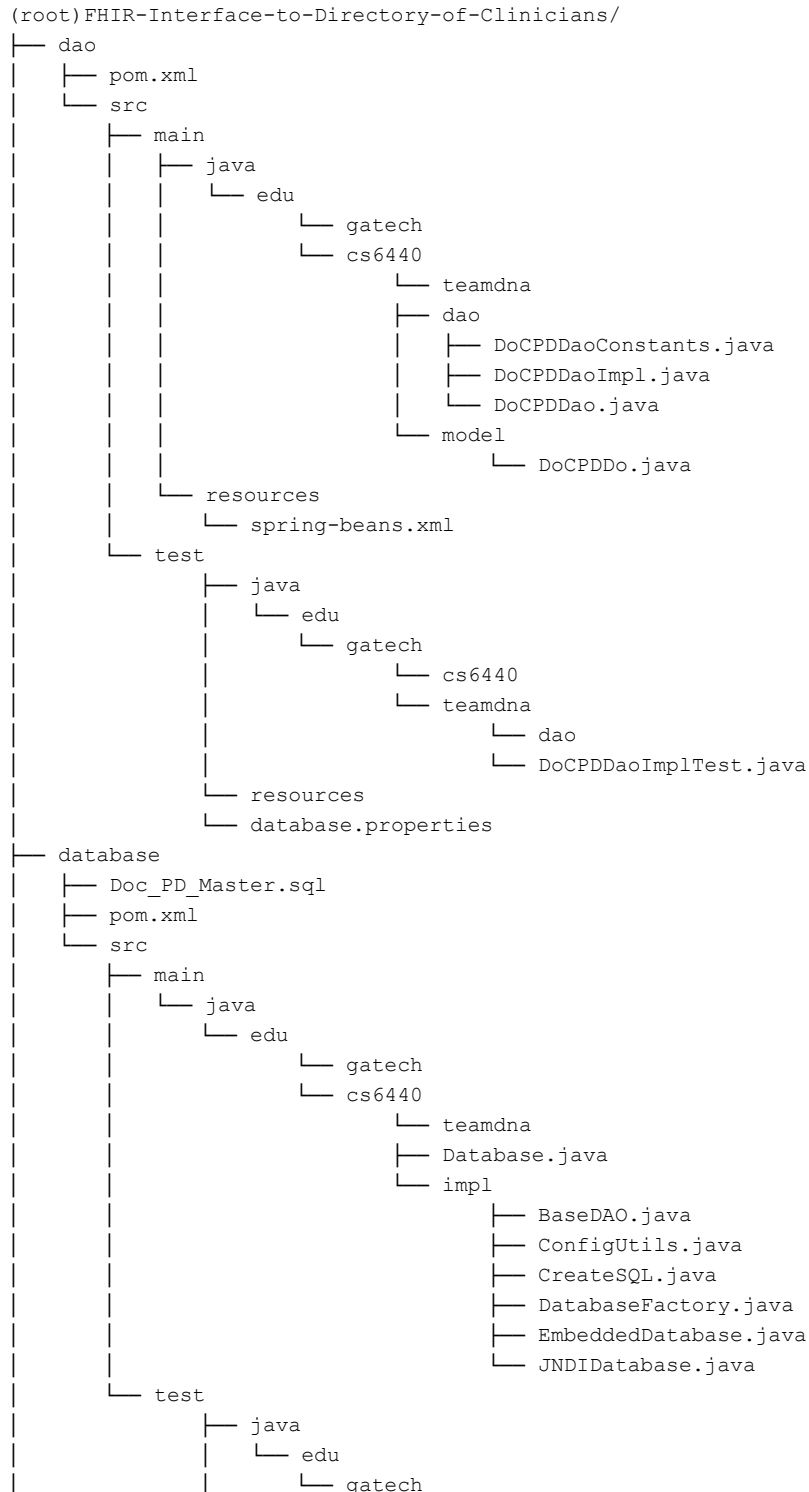 (root)FHIR-Interface-to-Directory-of-Clinicians/
├── dao
│   ├── pom.xml
│   └── src
│       ├── main
│       │   ├── java
│       │   │   └── edu
│       │   │       └── gatech
│       │   │       └── cs6440
│       │   │           └── teamdna
│       │   │           ├── dao
│       │   │           │   ├── DoCPDDaoConstants.java
│       │   │           │   ├── DoCPDDaoImpl.java
│       │   │           │   └── DoCPDDao.java
│       │   │           └── model
│       │   │               └── DoCPDDo.java
│       │   └── resources
│       │       └── spring-beans.xml
│       └── test
│           ├── java
│           │   └── edu
│           │       └── gatech
│           │           └── cs6440
│           │           └── teamdna
│           │               └── dao
│           │               └── DoCPDDaoImplTest.java
│           └── resources
│           └── database.properties
├── database
│   ├── Doc_PD_Master.sql
│   ├── pom.xml
│   └── src
│       ├── main
│       │   └── java
│       │       └── edu
│       │           └── gatech
│       │           └── cs6440
│       │               └── teamdna
│       │               ├── Database.java
│       │               └── impl
│       │                   ├── BaseDAO.java
│       │                   ├── ConfigUtils.java
│       │                   ├── CreateSQL.java
│       │                   ├── DatabaseFactory.java
│       │                   ├── EmbeddedDatabase.java
│       │                   └── JNDIDatabase.java
│       └── test
│           ├── java
│           │   └── edu
│           │       └── gatech